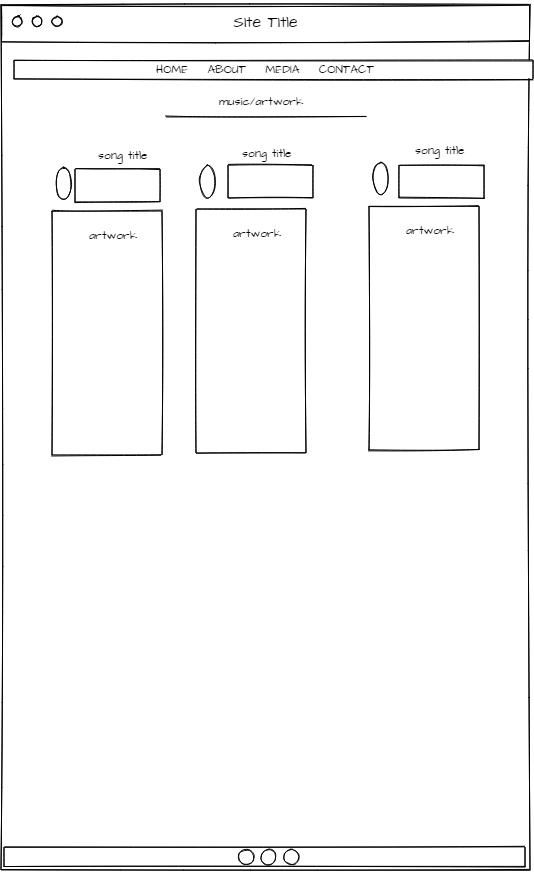 Site Title
HOME ABOUT MEDIA CONTACT
music/artwork
song title song title song title
artwork artwork artwork